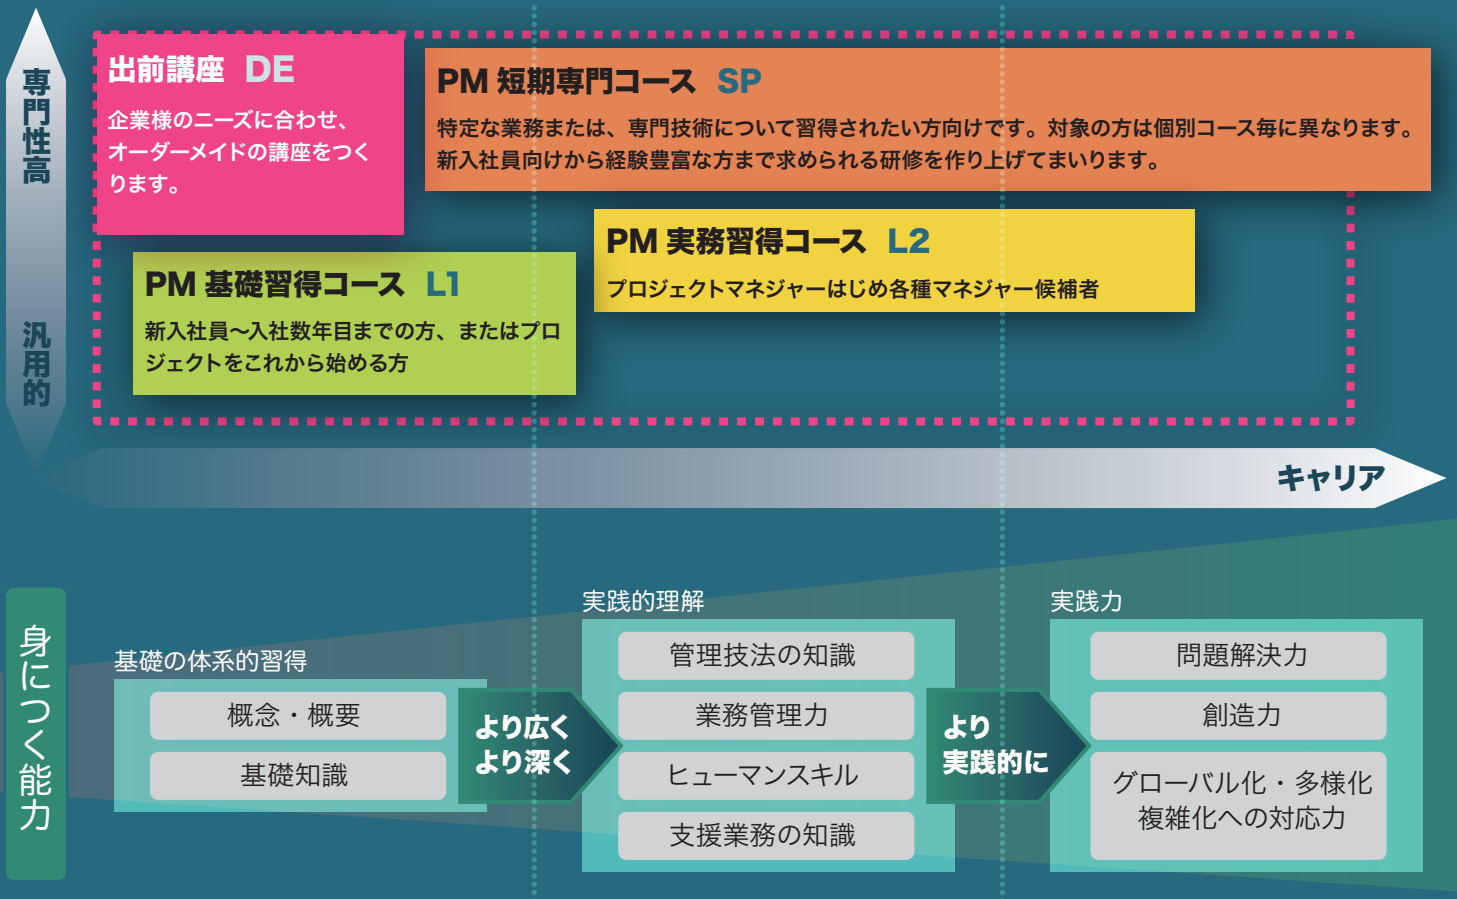 専門性高
汎用的
出前講座 DE
企業様のニーズに合わせ、
オーダーメイドの講座をつく
ります。
PM 短期専門コース SP
特定な業務または、専門技術について習得されたい方向けです。対象の方は個別コース毎に異なります。
新入社員向けから経験豊富な方まで求められる研修を作り上げてまいります。
PM 基礎習得コース L1
新入社員〜入社数年目までの方、またはプロ
ジェクトをこれから始める方
PM 実務習得コース L2
プロジェクトマネジャーはじめ各種マネジャー候補者
キャリア
身につく能力
基礎の体系的習得
概念・概要
基礎知識
より広く
より深く
実践的理解
管理技法の知識
業務管理力
ヒューマンスキル
支援業務の知識
より
実践的に
実践力
問題解決力
創造力
グローバル化・多様化
複雑化への対応力